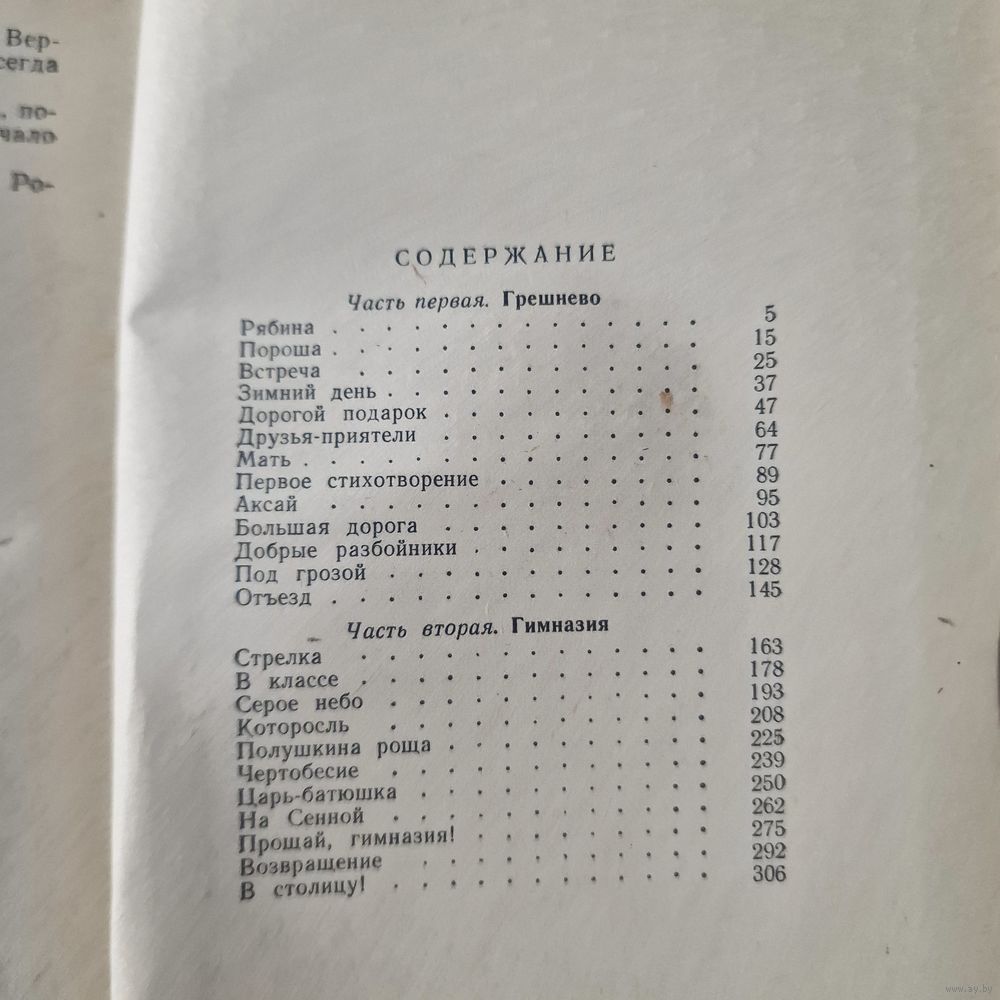 Вер-
сегда
, по-
чало
Ро-
СОДЕРЖАНИЕ
Часть первая. Грешнево
Рябина . . . . . . . . . . . . . . 5
Пороша . . . . . . . . . . . . . . 15
Встреча . . . . . . . . . . . . . 25
Зимний день . . . . . . . . . . . . 37
Дорогой подарок . . . . . . . . . . 47
Друзья-приятели . . . . . . . . . . 64
Мать . . . . . . . . . . . . . . . 77
Первое стихотворение . . . . . . . . 89
Аксай . . . . . . . . . . . . . . 95
Большая дорога . . . . . . . . . . 103
Добрые разбойники . . . . . . . . . 117
Под грозой . . . . . . . . . . . . 128
Отъезд . . . . . . . . . . . . . . 145
Часть вторая. Гимназия
Стрелка . . . . . . . . . . . . . 163
В классе . . . . . . . . . . . . . 178
Серое небо . . . . . . . . . . . . 193
Которосль . . . . . . . . . . . . 208
Полушкина роща . . . . . . . . . . 225
Чертобесие . . . . . . . . . . . . 239
Царь-батюшка . . . . . . . . . . . 250
На Сенной . . . . . . . . . . . . 262
Прощай, гимназия! . . . . . . . . . 275
Возвращение . . . . . . . . . . . 292
В столицу! . . . . . . . . . . . . 306
www.ay.by